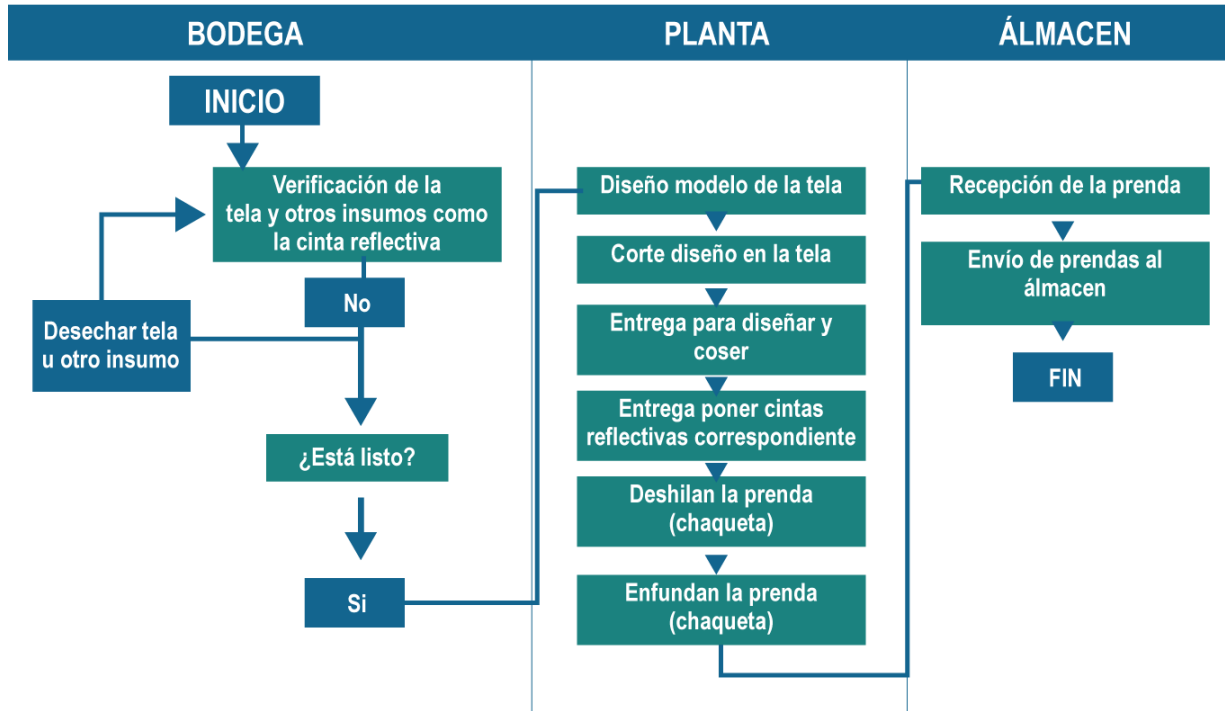 BODEGA
PLANTA
ÁLMACEN
INICIO
Verificación de la
tela y otros insumos como
la cinta reflectiva
No
Desechar tela
u otro insumo
¿Está listo?
Si
Diseño modelo de la tela
Corte diseño en la tela
Entrega para diseñar y
coser
Entrega poner cintas
reflectivas correspondiente
Deshilan la prenda
(chaqueta)
Enfundan la prenda
(chaqueta)
Recepción de la prenda
Envío de prendas al
álmacen
FIN